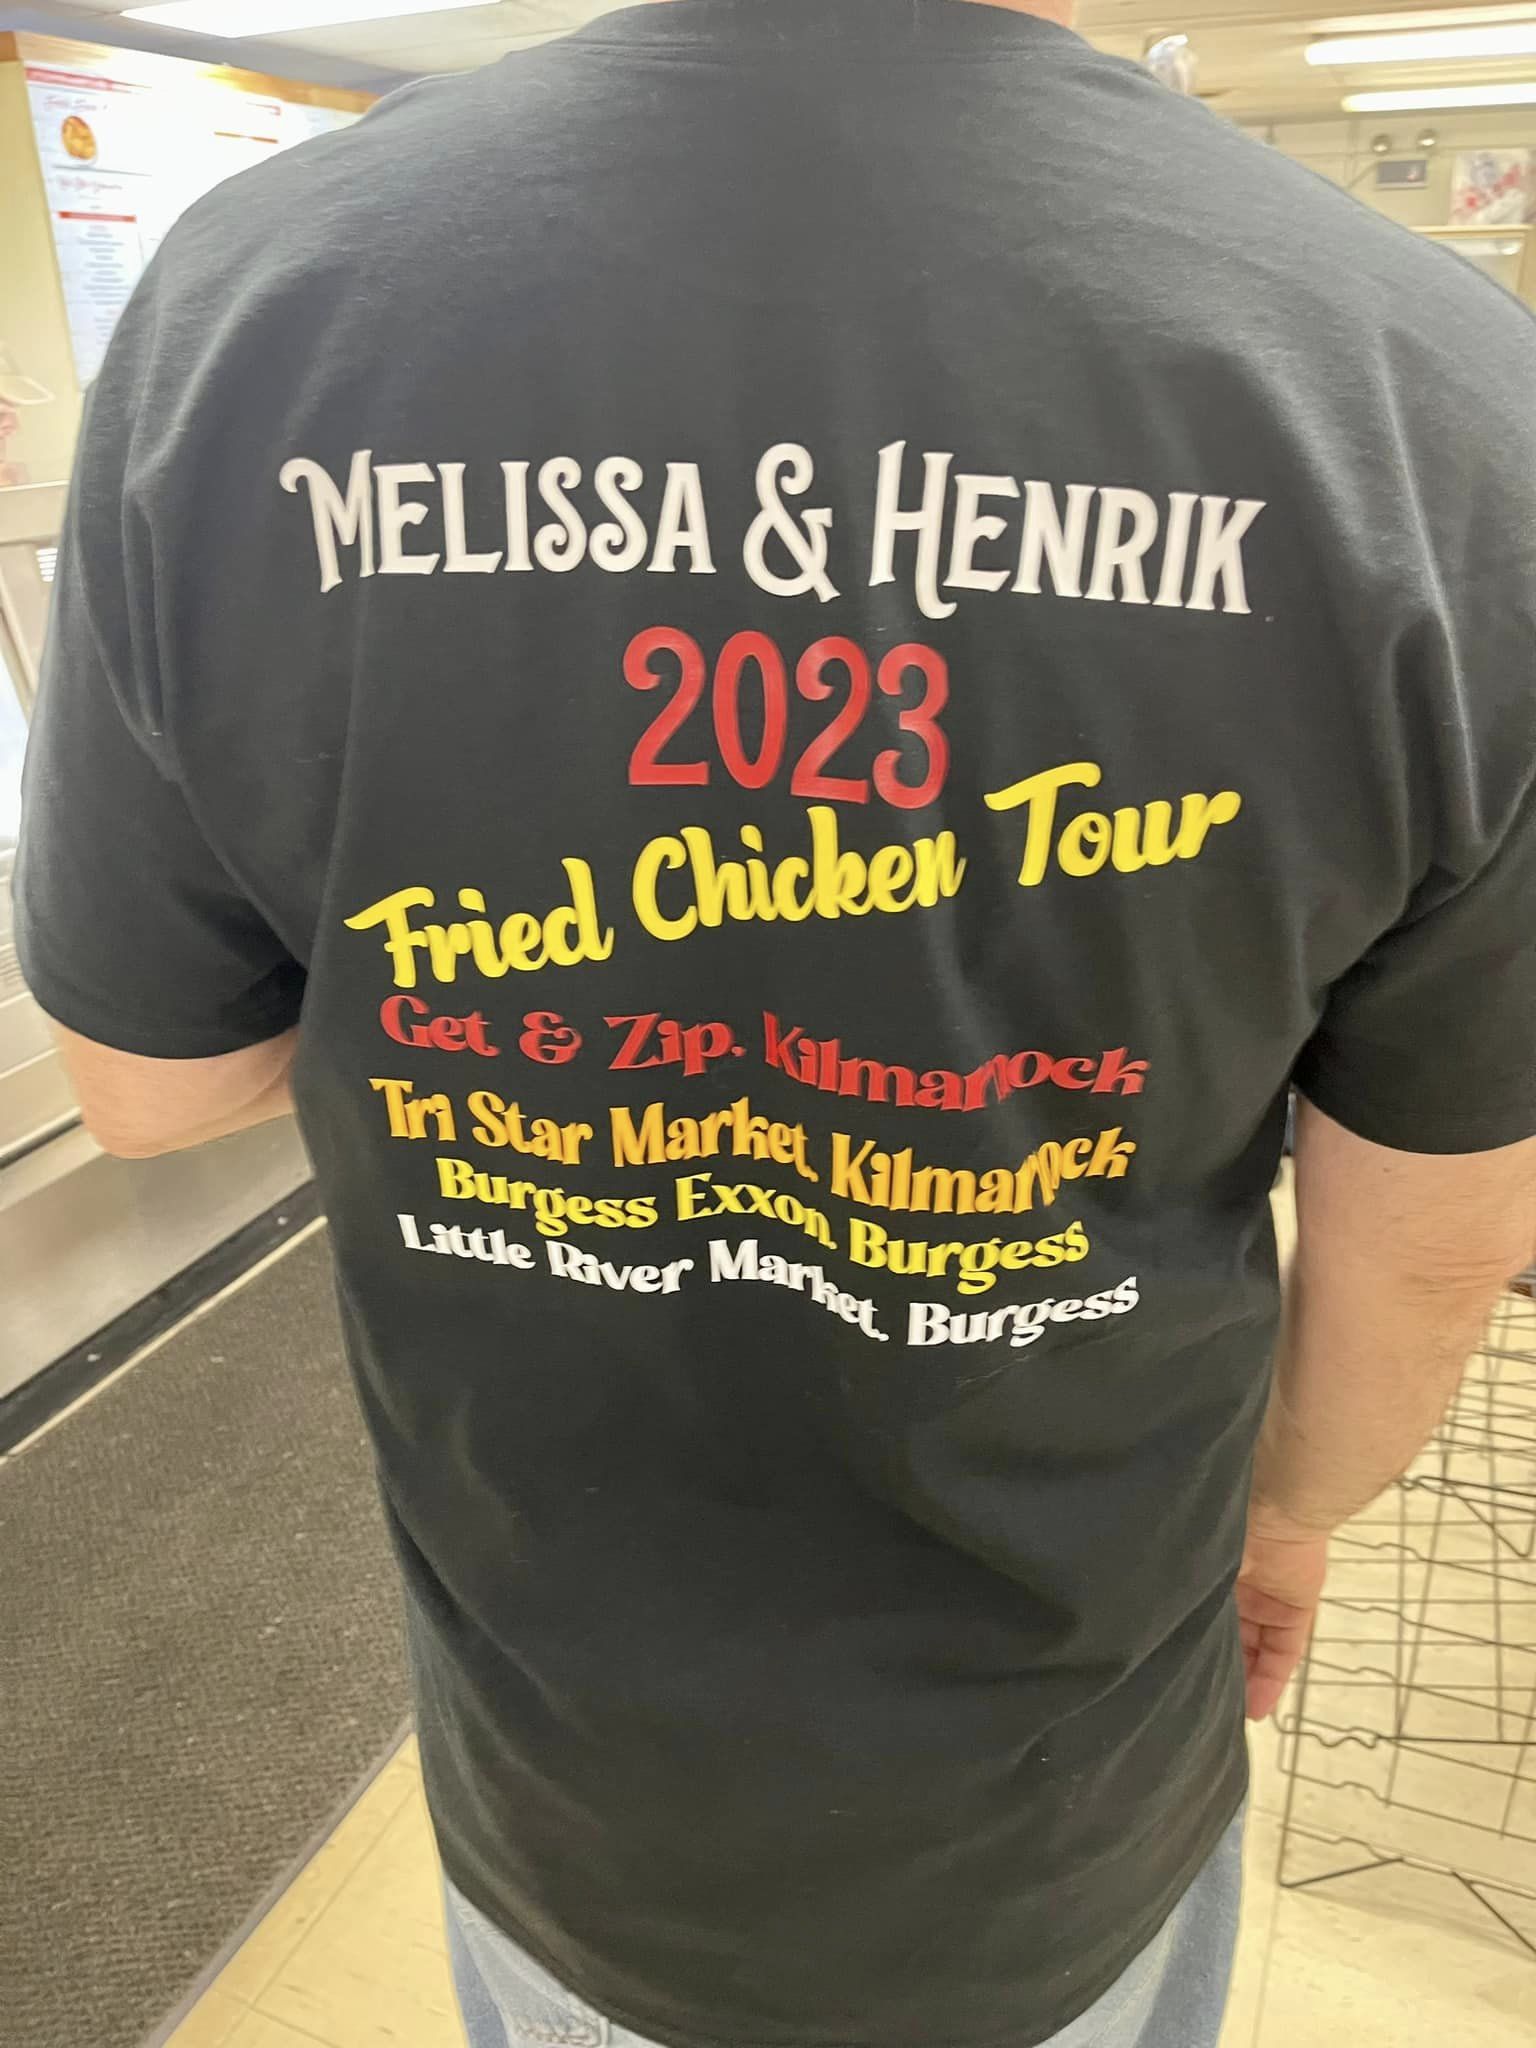 MELISSA & HENRIK
2023
Fried Chicken Tour
Get & Zip. Kilmarnock
Tri Star Market, Kilmarnock
Burgess Exxon. Burgess
Little River Market. Burgess